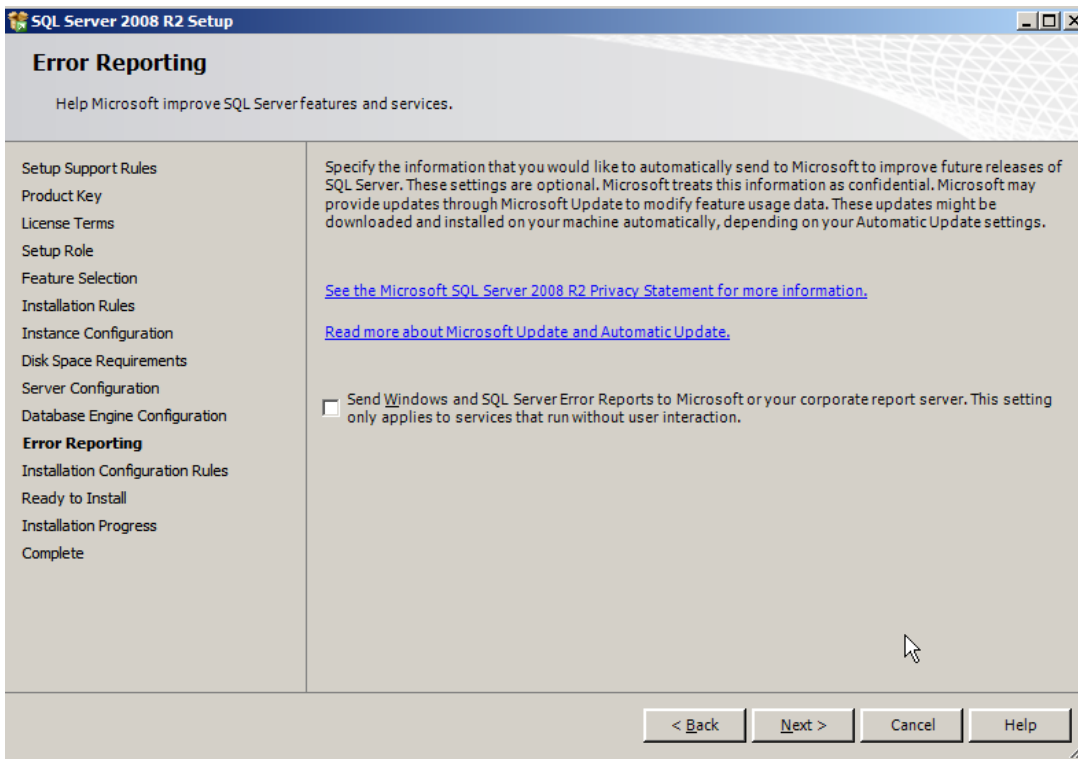 SQL Server 2008 R2 Setup
Error Reporting
Help Microsoft improve SQL Server features and services.
Setup Support Rules
Product Key
License Terms
Setup Role
Feature Selection
Installation Rules
Instance Configuration
Disk Space Requirements
Server Configuration
Database Engine Configuration
Error Reporting
Installation Configuration Rules
Ready to Install
Installation Progress
Complete
Specify the information that you would like to automatically send to Microsoft to improve future releases of
SQL Server. These settings are optional. Microsoft treats this information as confidential. Microsoft may
provide updates through Microsoft Update to modify feature usage data. These updates might be
downloaded and installed on your machine automatically, depending on your Automatic Update settings.
See the Microsoft SQL Server 2008 R2 Privacy Statement for more information.
Read more about Microsoft Update and Automatic Update.
Send Windows and SQL Server Error Reports to Microsoft or your corporate report server. This setting
only applies to services that run without user interaction.
< Back
Next >
Cancel
Help